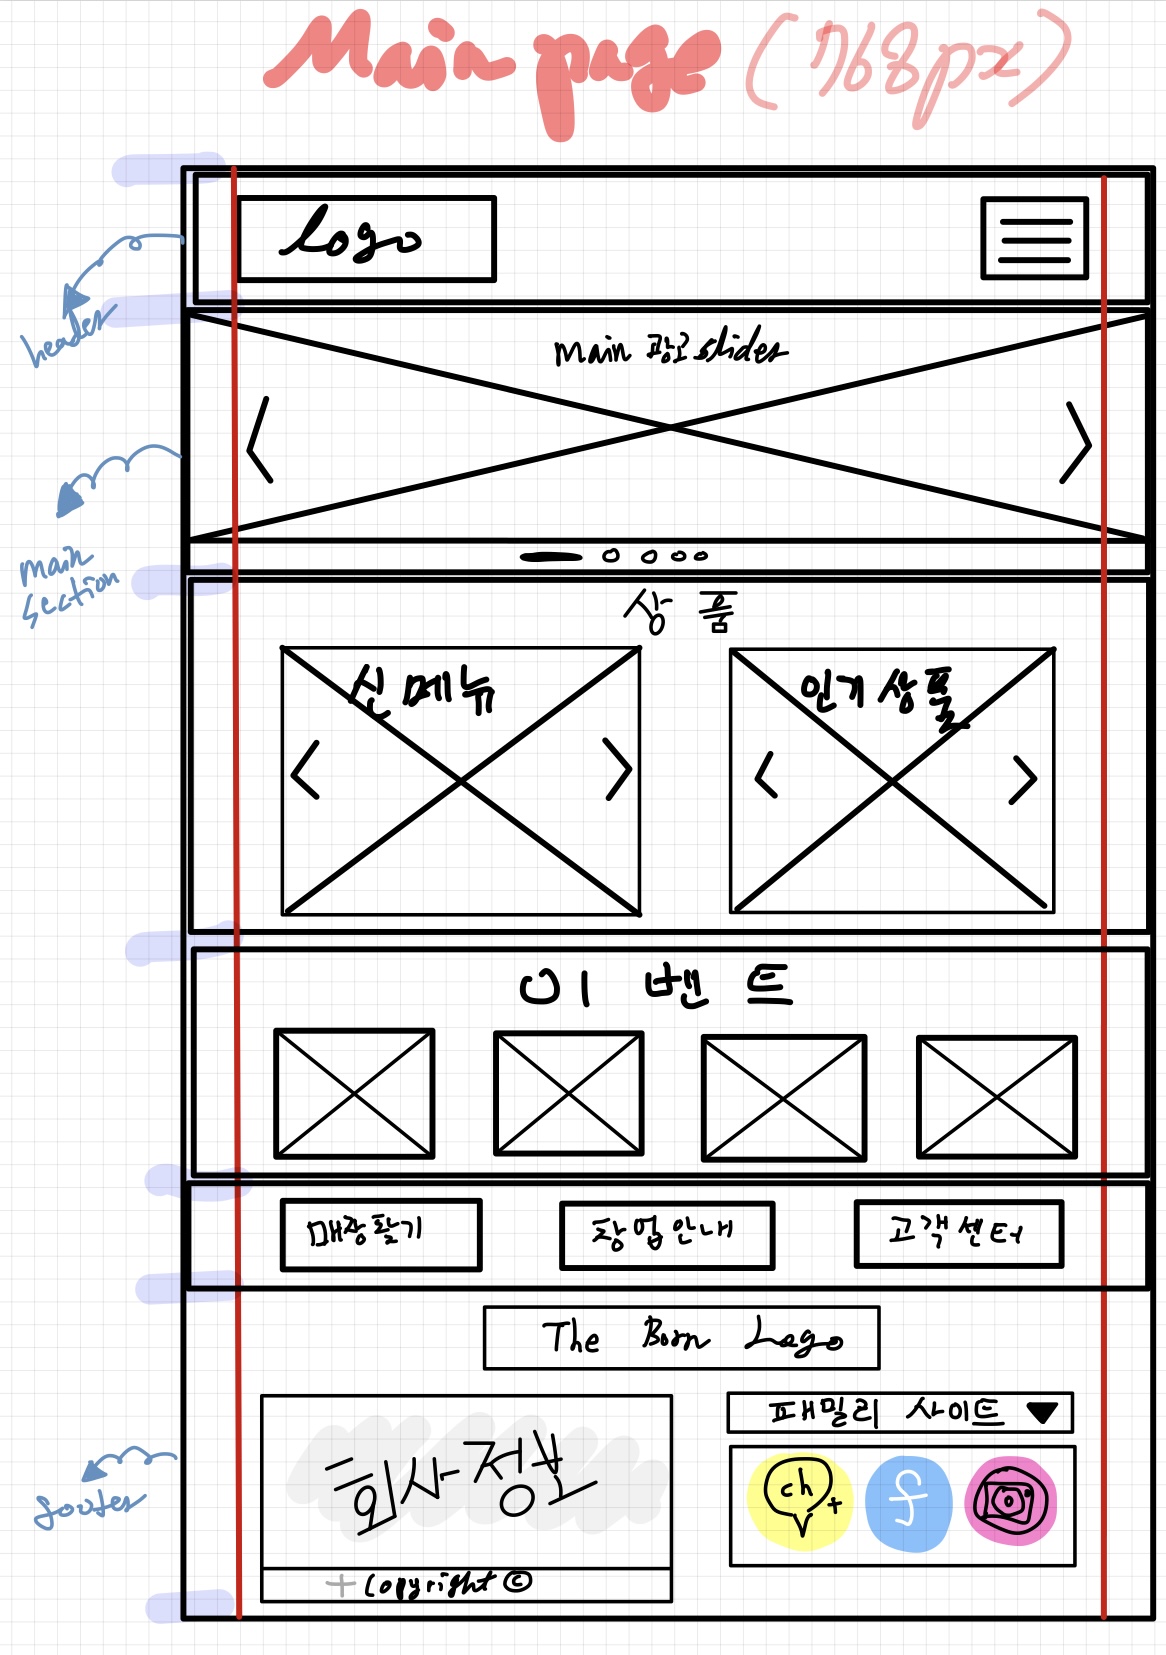 Main page (768px)
Logo
header
main 광고 slider
main
section
상품
신메뉴
인기상품
이벤트
매장찾기
창업안내
고객센터
The Born Logo
패밀리 사이트
회사정보
ch+
f
footer
+ Copyright ©